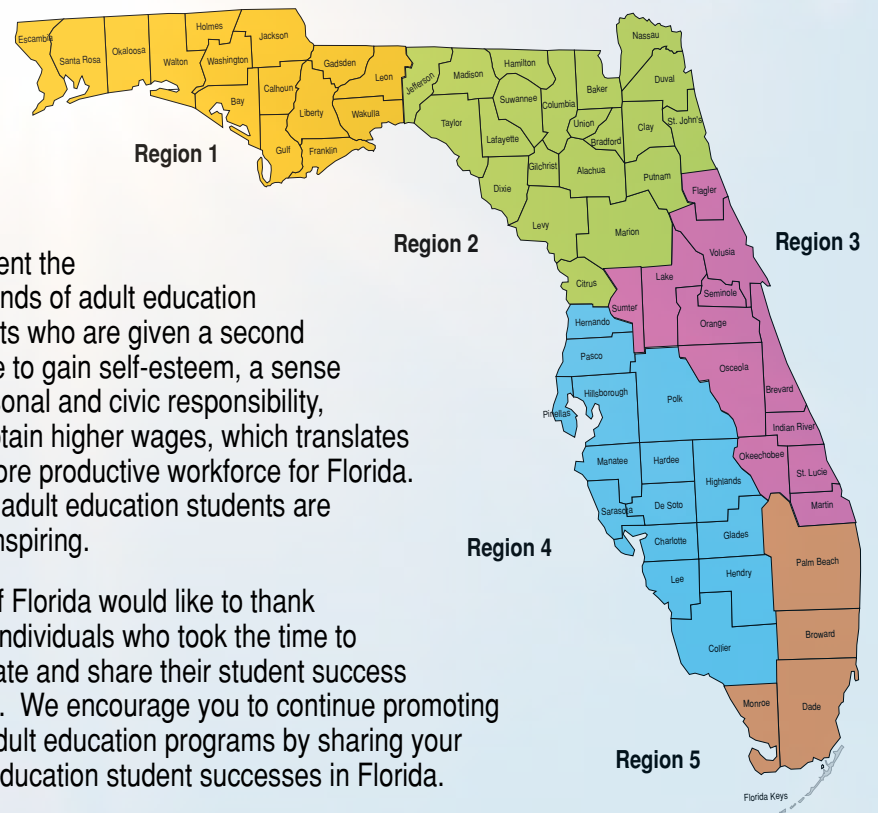 Holmes
Escambia
Santa Rosa
Okaloosa
Walton
Washington
Jackson
Bay
Calhoun
Gadsden
Leon
Liberty
Wakulla
Gulf
Franklin
Region 1
Jefferson
Madison
Hamilton
Taylor
Suwannee
Columbia
Baker
Nassau
Duval
Lafayette
Union
Bradford
Clay
St. John's
Gilchrist
Alachua
Putnam
Dixie
Levy
Marion
Citrus
Region 2
Flagler
Volusia
Lake
Sumter
Seminole
Orange
Osceola
Brevard
Indian River
Okeechobee
St. Lucie
Martin
Region 3
Hernando
Pasco
Pinellas
Hillsborough
Polk
Manatee
Hardee
Highlands
Sarasota
De Soto
Charlotte
Glades
Lee
Hendry
Collier
Region 4
Palm Beach
Broward
Monroe
Dade
Region 5
Florida Keys
ent the
nds of adult education
ts who are given a second
e to gain self-esteem, a sense
sonal and civic responsibility,
btain higher wages, which translates
ore productive workforce for Florida.
adult education students are
nspiring.
f Florida would like to thank
individuals who took the time to
ate and share their student success
. We encourage you to continue promoting
dult education programs by sharing your
education student successes in Florida.